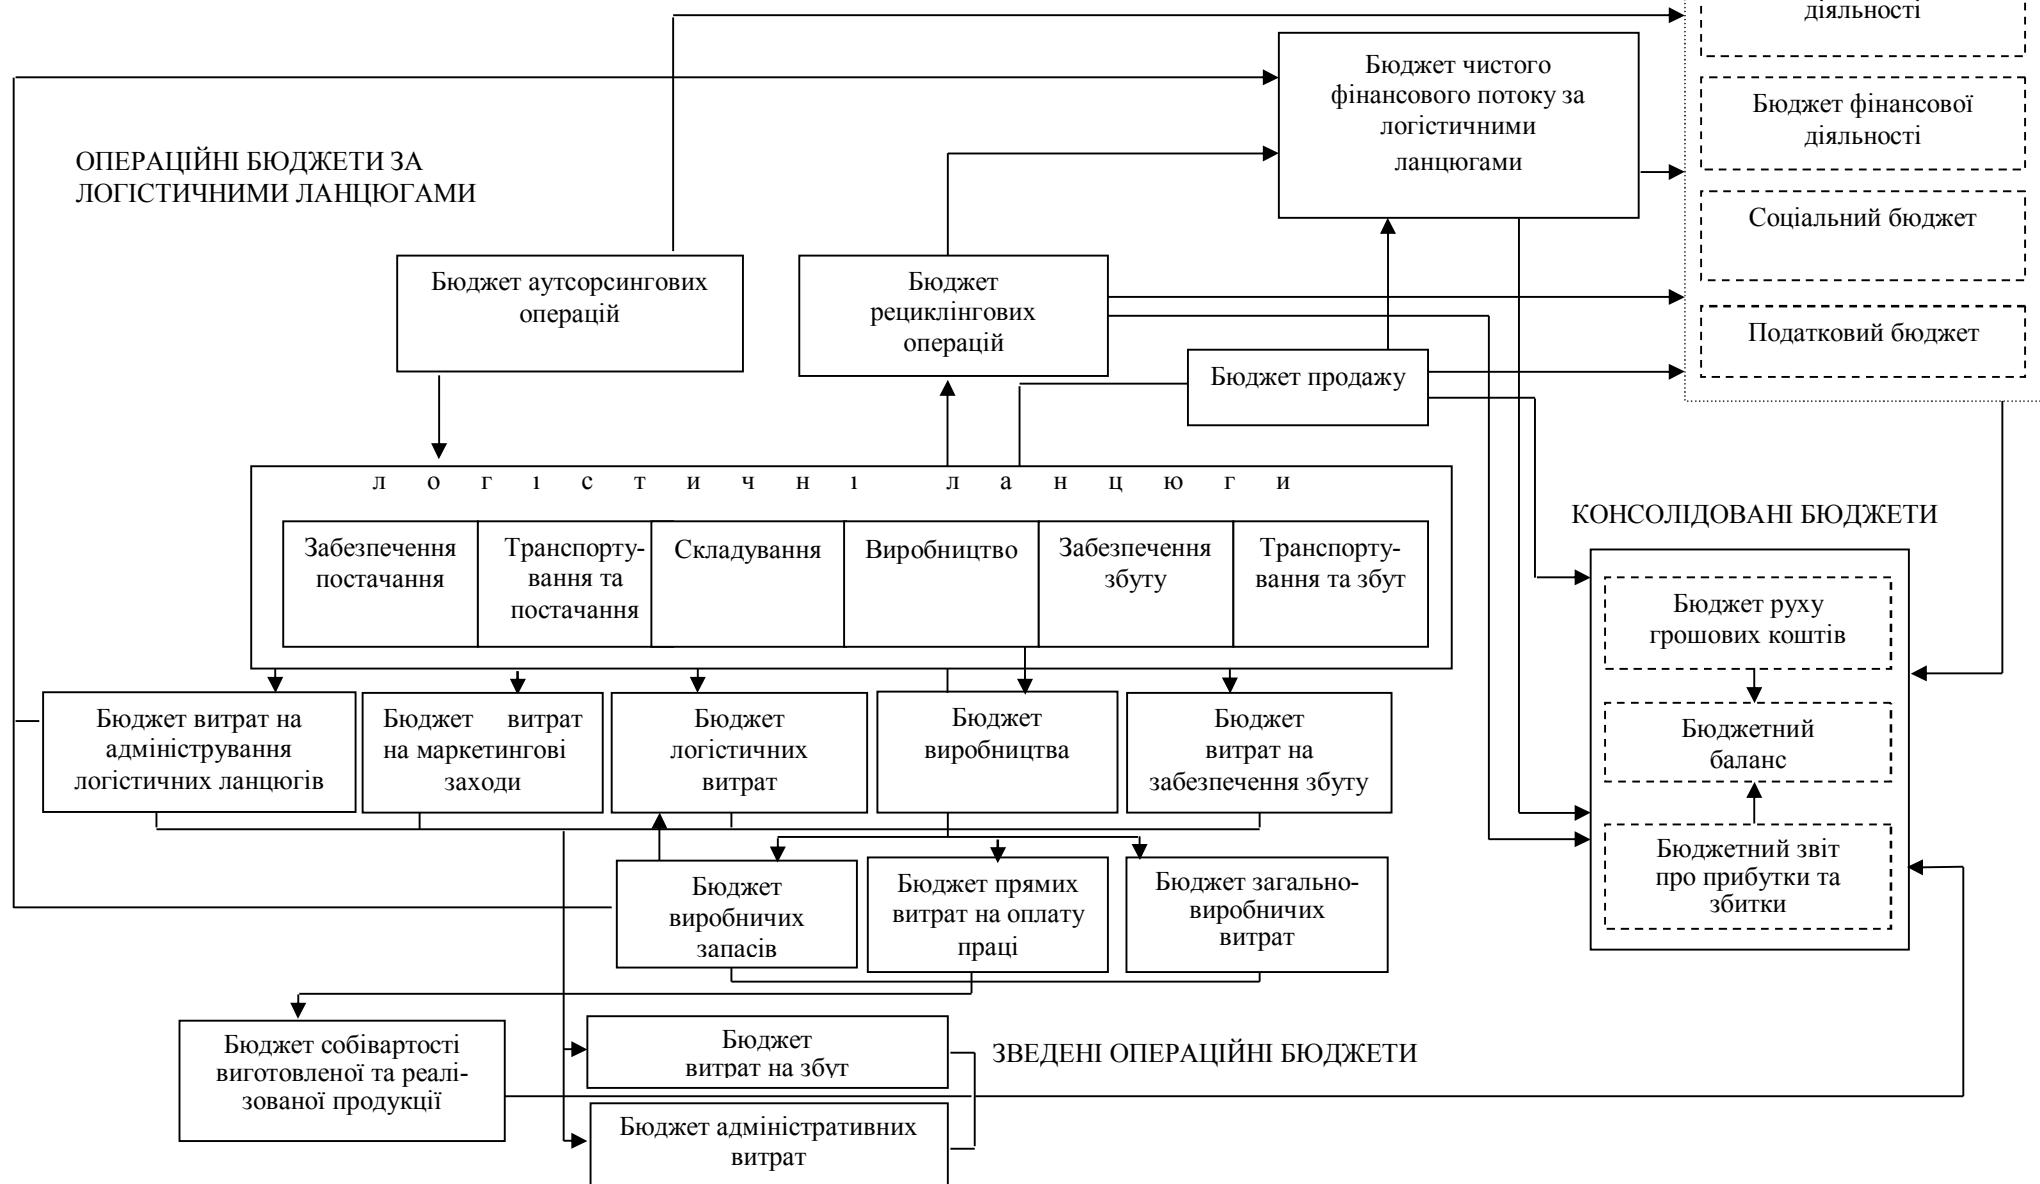 діяльності
Бюджет чистого
фінансового потоку за
логістичними
ланцюгами
Бюджет фінансової
діяльності
ОПЕРАЦІЙНІ БЮДЖЕТИ ЗА
ЛОГІСТИЧНИМИ ЛАНЦЮГАМИ
Соціальний бюджет
Бюджет аутсорсингових
операцій
Бюджет
рециклінгових
операцій
Податковий бюджет
Бюджет продажу
л о г і с т и ч н і л а н ц ю г и
Забезпечення
постачання
Транспорту-
вання та
постачання
Складування
Виробництво
Забезпечення
збуту
Транспорту-
вання та збут
КОНСОЛІДОВАНІ БЮДЖЕТИ
Бюджет руху
грошових коштів
Бюджетний
баланс
Бюджетний звіт
про прибутки та
збитки
Бюджет витрат на
адміністрування
логістичних ланцюгів
Бюджет витрат
на маркетингові
заходи
Бюджет
логістичних
витрат
Бюджет
виробництва
Бюджет
витрат на
забезпечення збуту
Бюджет
виробничих
запасів
Бюджет прямих
витрат на оплату
праці
Бюджет загально-
виробничих
витрат
Бюджет собівартості
виготовленої та реалі-
зованої продукції
Бюджет
витрат на збут
ЗВЕДЕНІ ОПЕРАЦІЙНІ БЮДЖЕТИ
Бюджет адміністративних
витрат